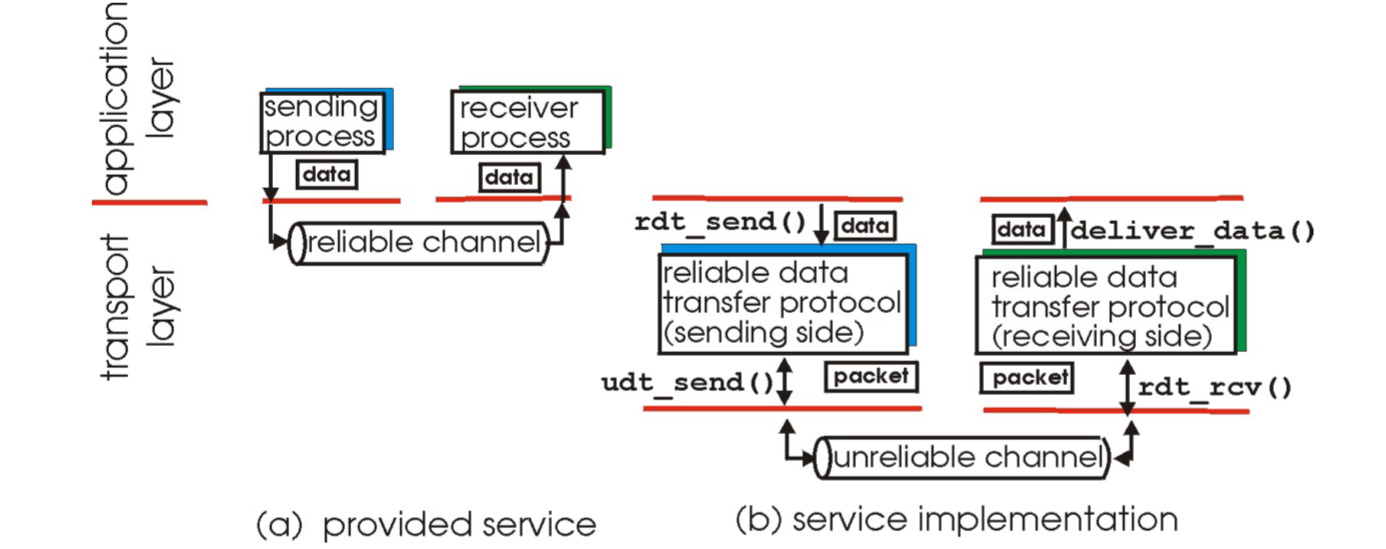 application
layer
transport
layer
sending
process
data
receiver
process
data
reliable channel
(a) provided service
rdt_send()
data
reliable data
transfer protocol
(sending side)
udt_send()
packet
data
deliver_data()
reliable data
transfer protocol
(receiving side)
packet
rdt_rcv()
unreliable channel
(b) service implementation